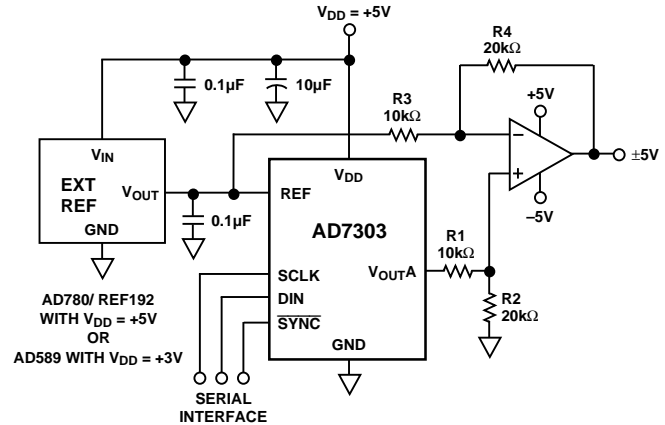 V_DD = +5V
R4
20kΩ
0.1µF
10µF
R3
10kΩ
+5V
−
+
±5V
–5V
V_IN
EXT
REF
V_OUT
GND
0.1µF
V_DD
REF
AD7303
SCLK
DIN
SYNC
V_OUTA
GND
R1
10kΩ
R2
20kΩ
AD780/ REF192
WITH V_DD = +5V
OR
AD589 WITH V_DD = +3V
SERIAL
INTERFACE